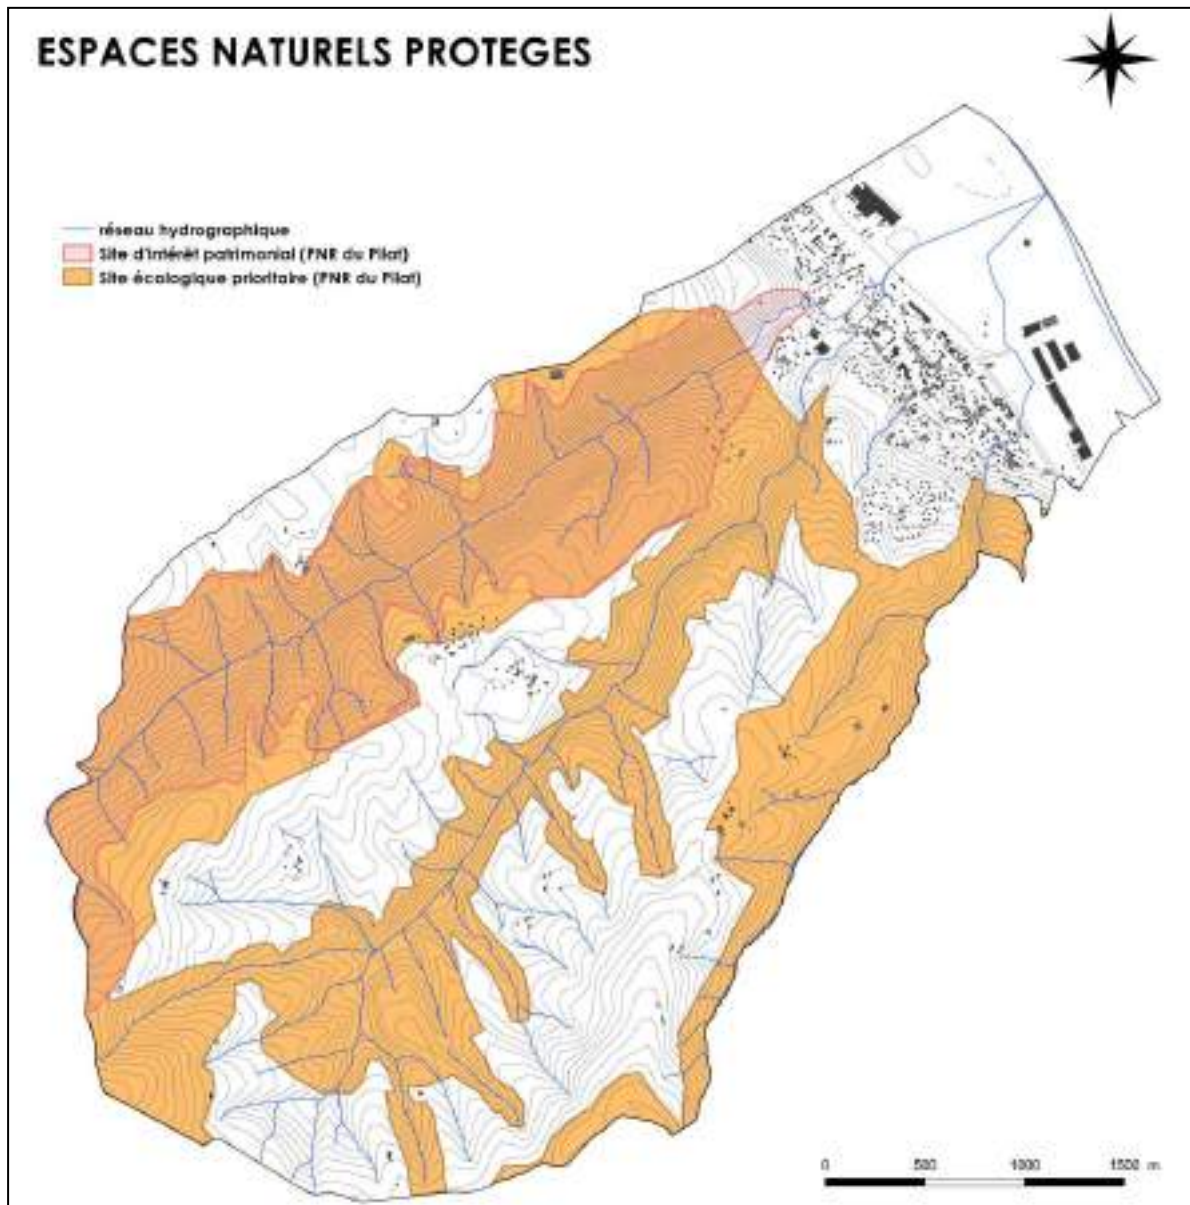 ESPACES NATURELS PROTEGES
réseau hydrographique
Site d'intérêt patrimonial (PNR du Pilat)
Site écologique prioritaire (PNR du Pilat)
0 500 1000 1500 m